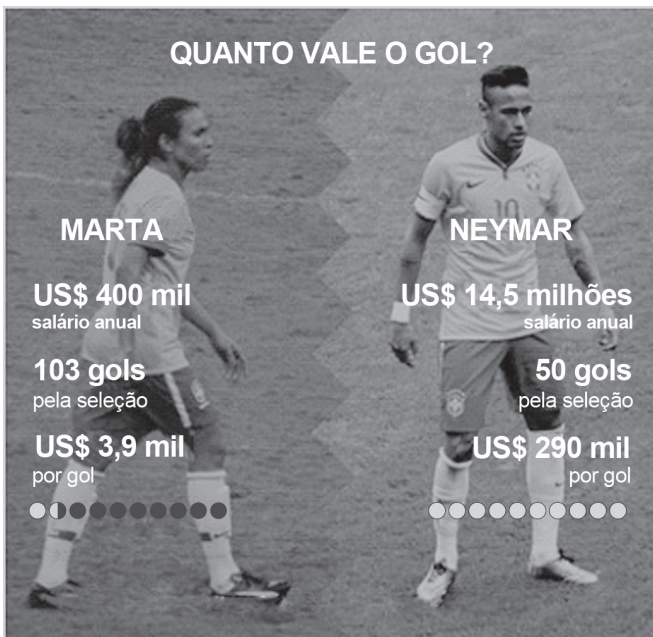 QUANTO VALE O GOL?
MARTA
US$ 400 mil
salário anual
103 gols
pela seleção
US$ 3,9 mil
por gol
NEYMAR
10
US$ 14,5 milhões
salário anual
50 gols
pela seleção
US$ 290 mil
por gol